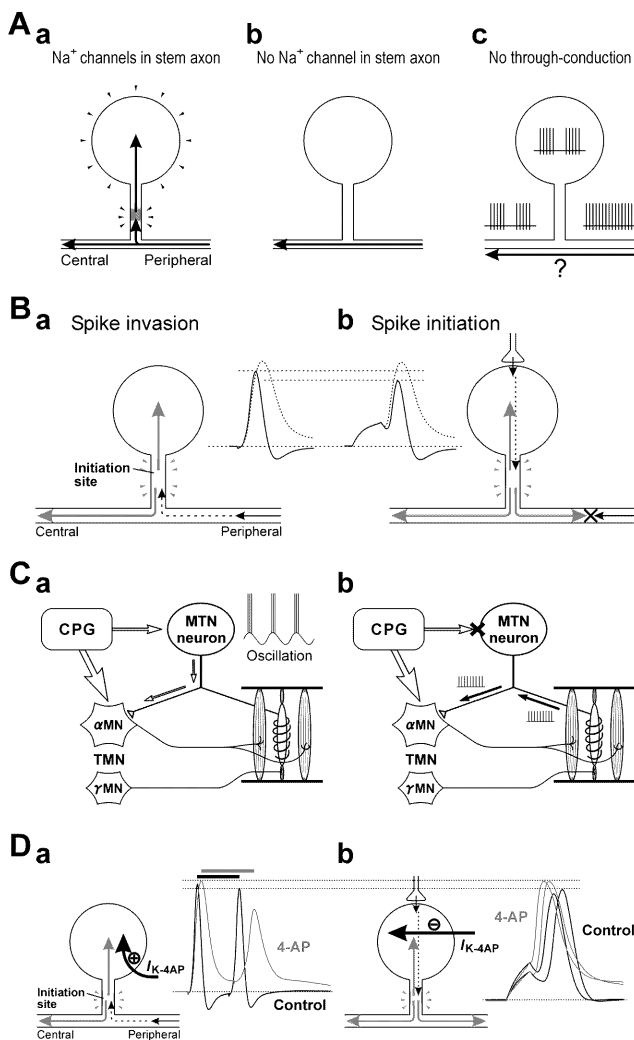 A
a
b
c
Na⁺ channels in stem axon
No Na⁺ channel in stem axon
No through-conduction
Central
Peripheral
?
B
a
Spike invasion
b
Spike initiation
Initiation
site
Central
Peripheral
C
a
b
CPG
MTN
neuron
Oscillation
αMN
TMN
γMN
CPG
MTN
neuron
αMN
TMN
γMN
D
a
b
4-AP
Control
⊕
I K-4AP
Initiation
site
Central
Peripheral
⊖
I K-4AP
4-AP
Control